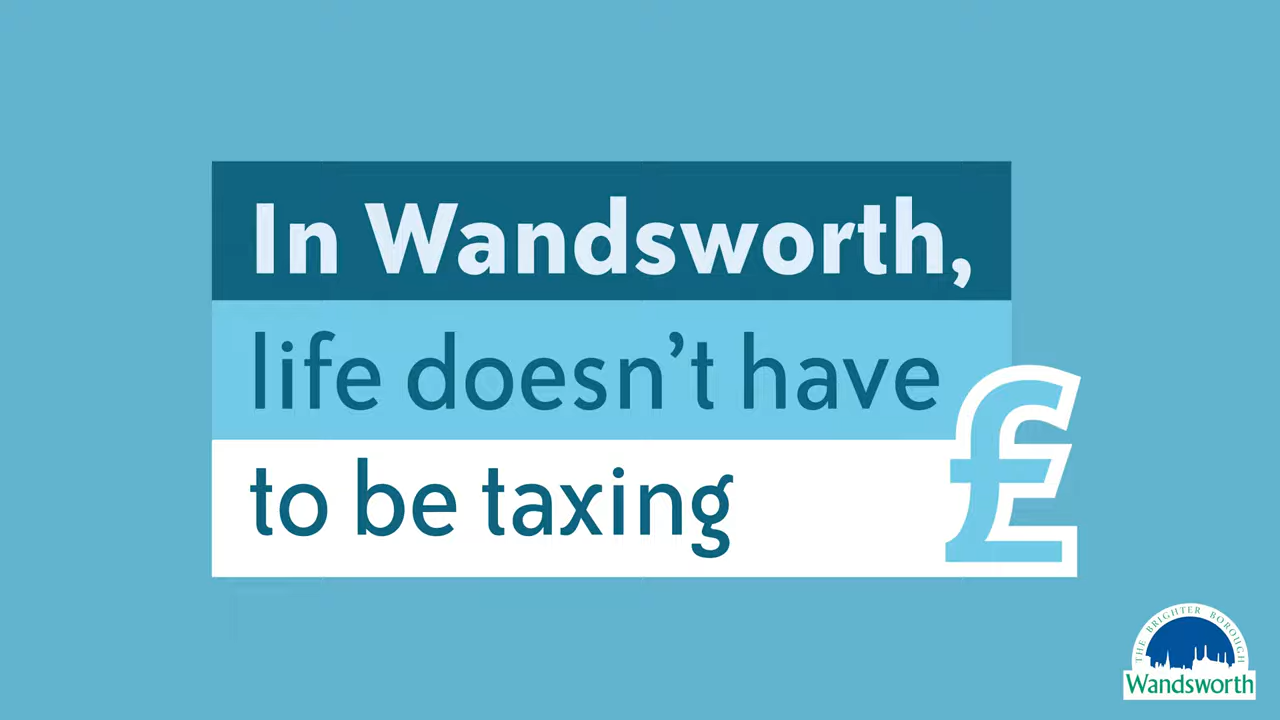 In Wandsworth,
life doesn’t have
to be taxing
£
THE BRIGHTER BOROUGH
Wandsworth